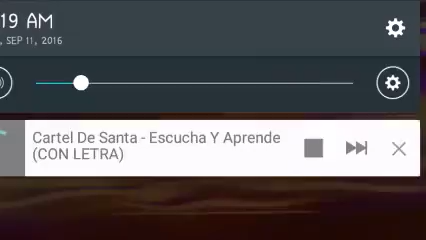 19 AM
, SEP 11, 2016
Cartel De Santa - Escucha Y Aprende
(CON LETRA)